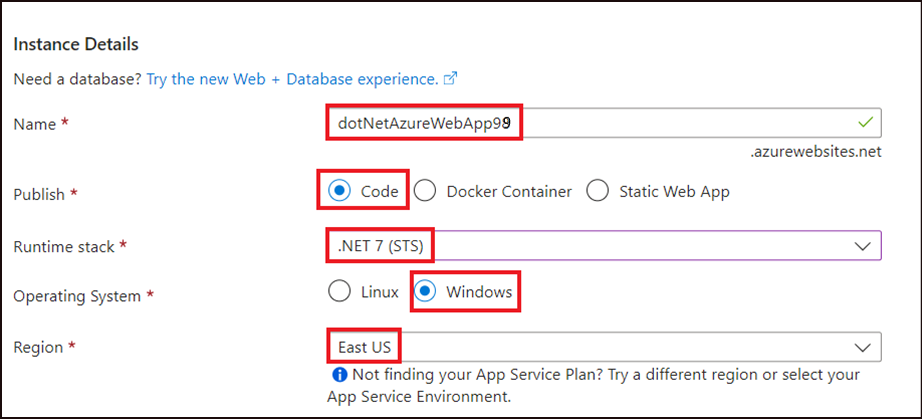 Instance Details
Need a database? Try the new Web + Database experience.
Name *
dotNetAzureWebApp99
.azurewebsites.net
Publish *
Code Docker Container Static Web App
Runtime stack *
.NET 7 (STS)
Operating System *
Linux Windows
Region *
East US
Not finding your App Service Plan? Try a different region or select your
App Service Environment.